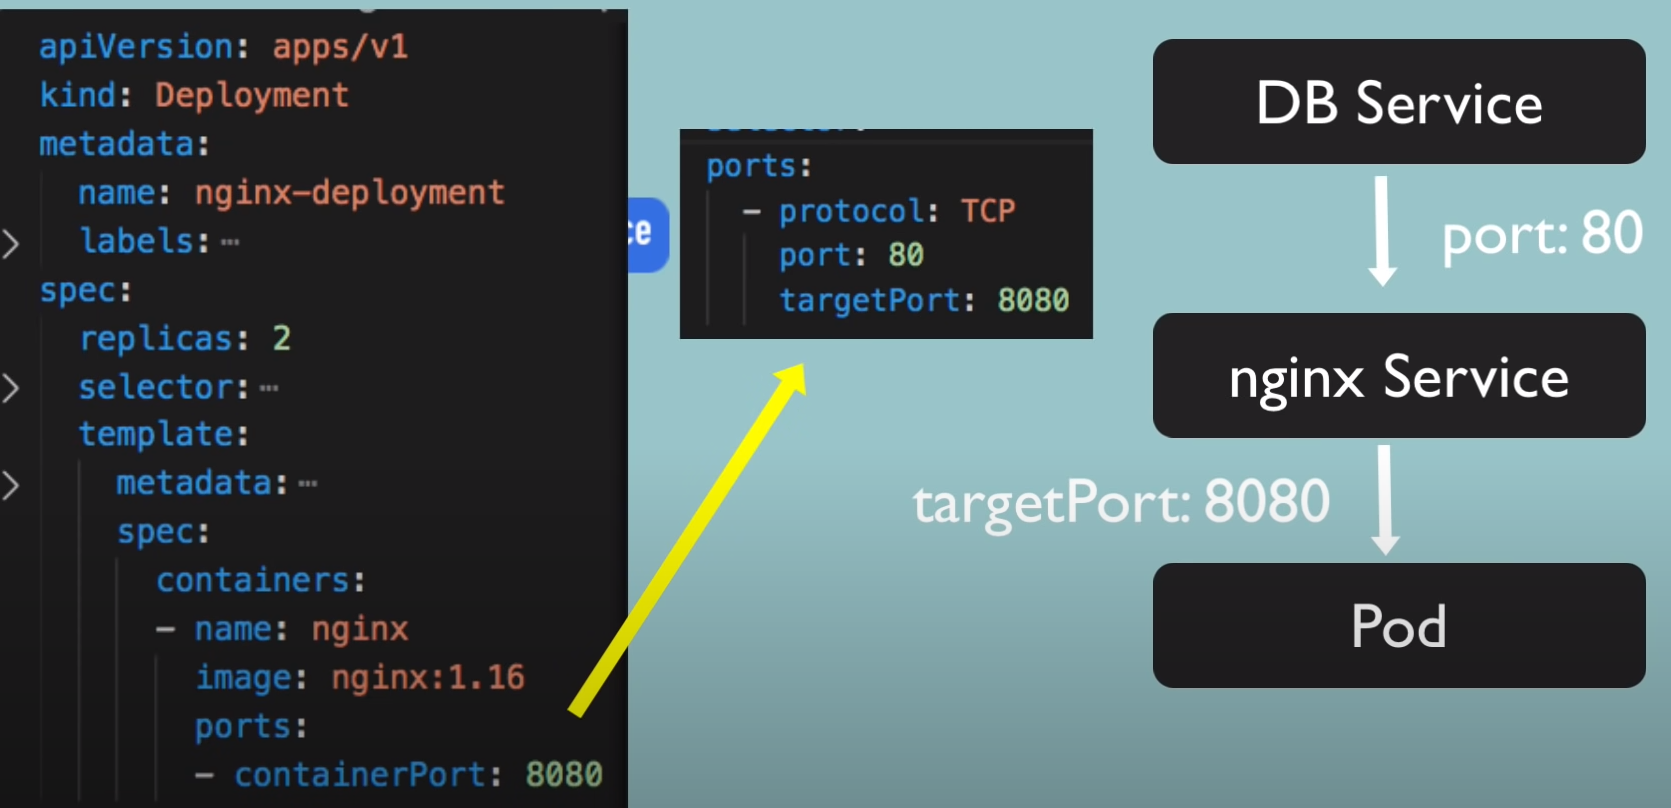 apiVersion: apps/v1
kind: Deployment
metadata:
name: nginx-deployment
labels:…
spec:
replicas: 2
selector:…
template:
metadata:…
spec:
containers:
- name: nginx
image: nginx:1.16
ports:
- containerPort: 8080
ce
ports:
- protocol: TCP
port: 80
targetPort: 8080
DB Service
port: 80
nginx Service
targetPort: 8080
Pod